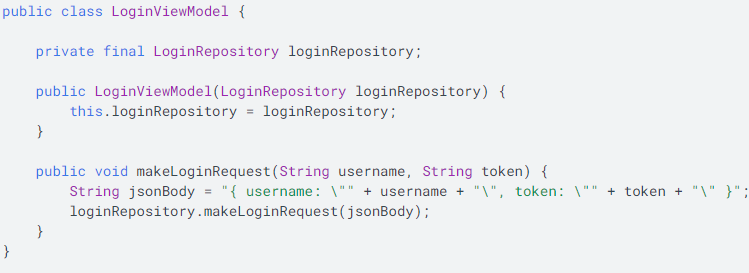 public class LoginViewModel {
private final LoginRepository loginRepository;
public LoginViewModel(LoginRepository loginRepository) {
this.loginRepository = loginRepository;
}
public void makeLoginRequest(String username, String token) {
String jsonBody = "{ username: \"" + username + "\", token: \"" + token + "\" }";
loginRepository.makeLoginRequest(jsonBody);
}
}